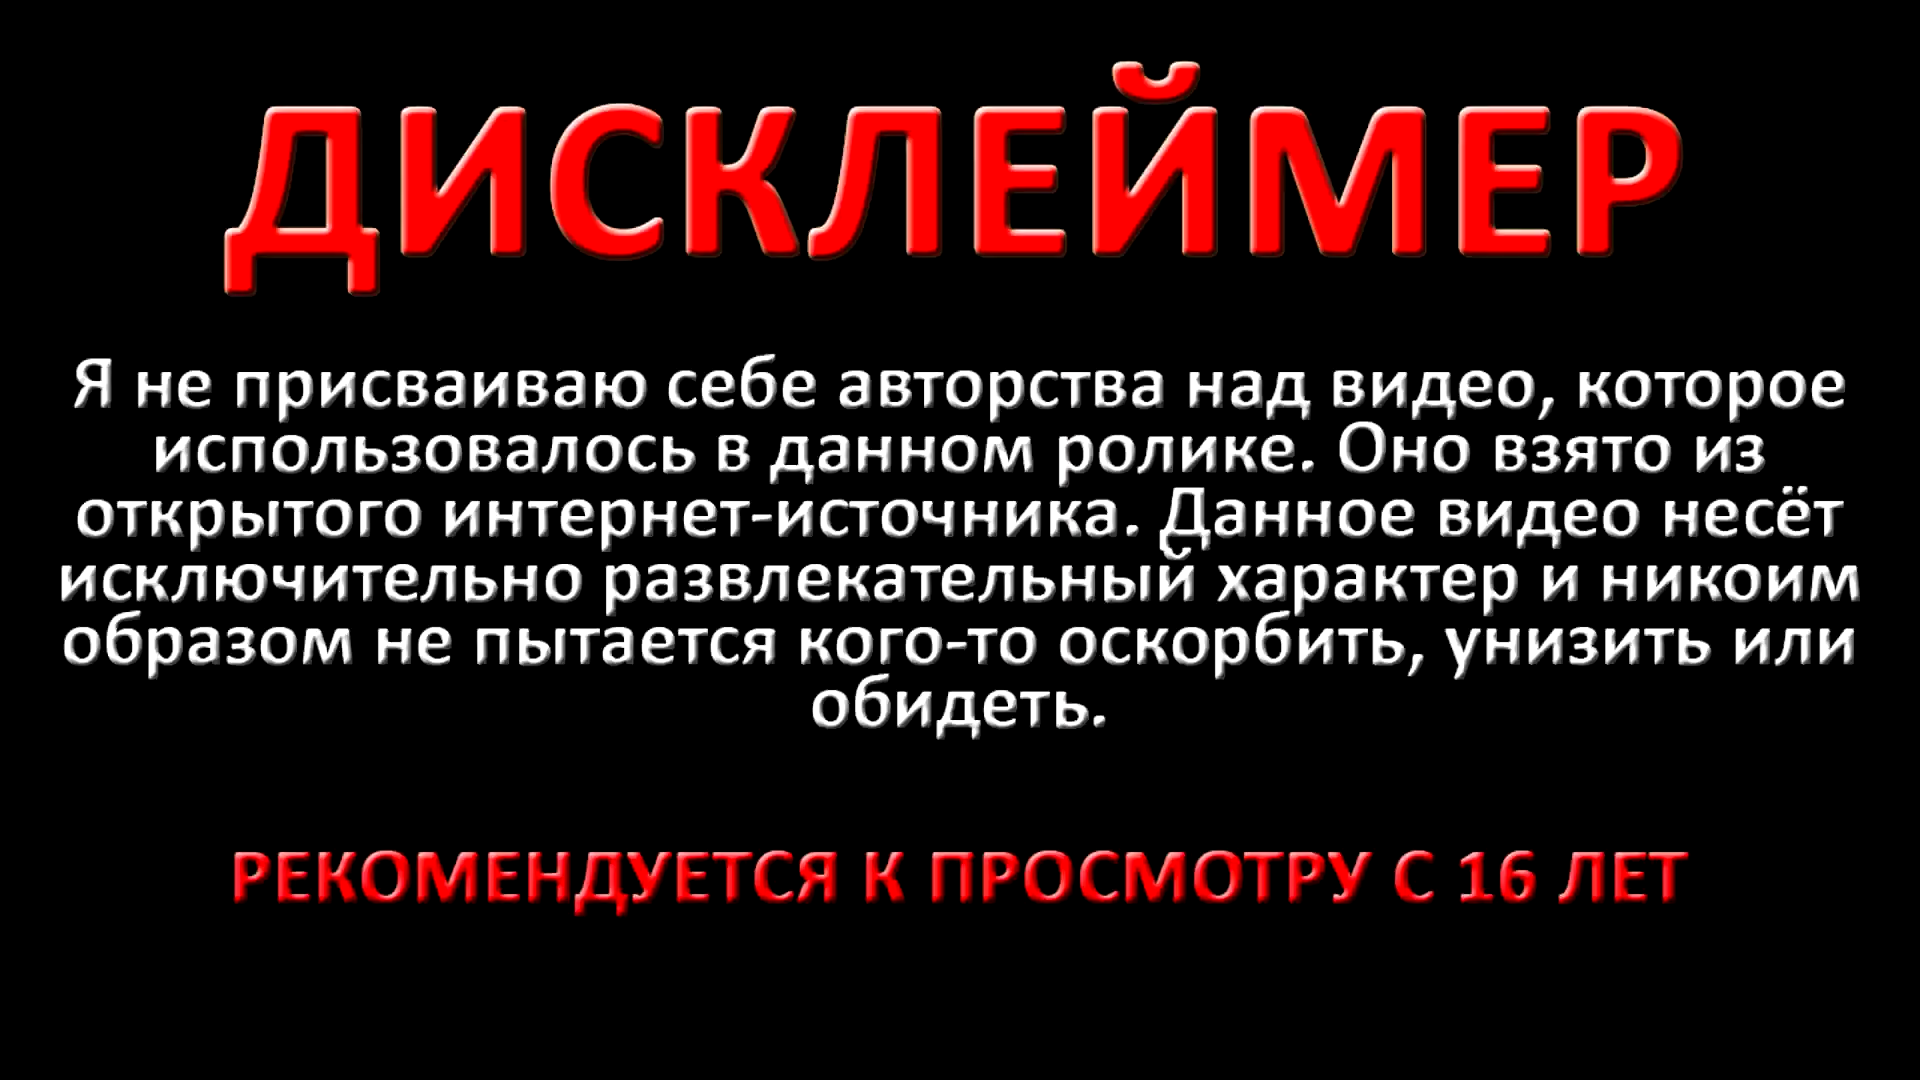 ДИСКЛЕЙМЕР
Я не присваиваю себе авторства над видео, которое
использовалось в данном ролике. Оно взято из
открытого интернет-источника. Данное видео несёт
исключительно развлекательный характер и никоим
образом не пытается кого-то оскорбить, унизить или
обидеть.
РЕКОМЕНДУЕТСЯ К ПРОСМОТРУ С 16 ЛЕТ